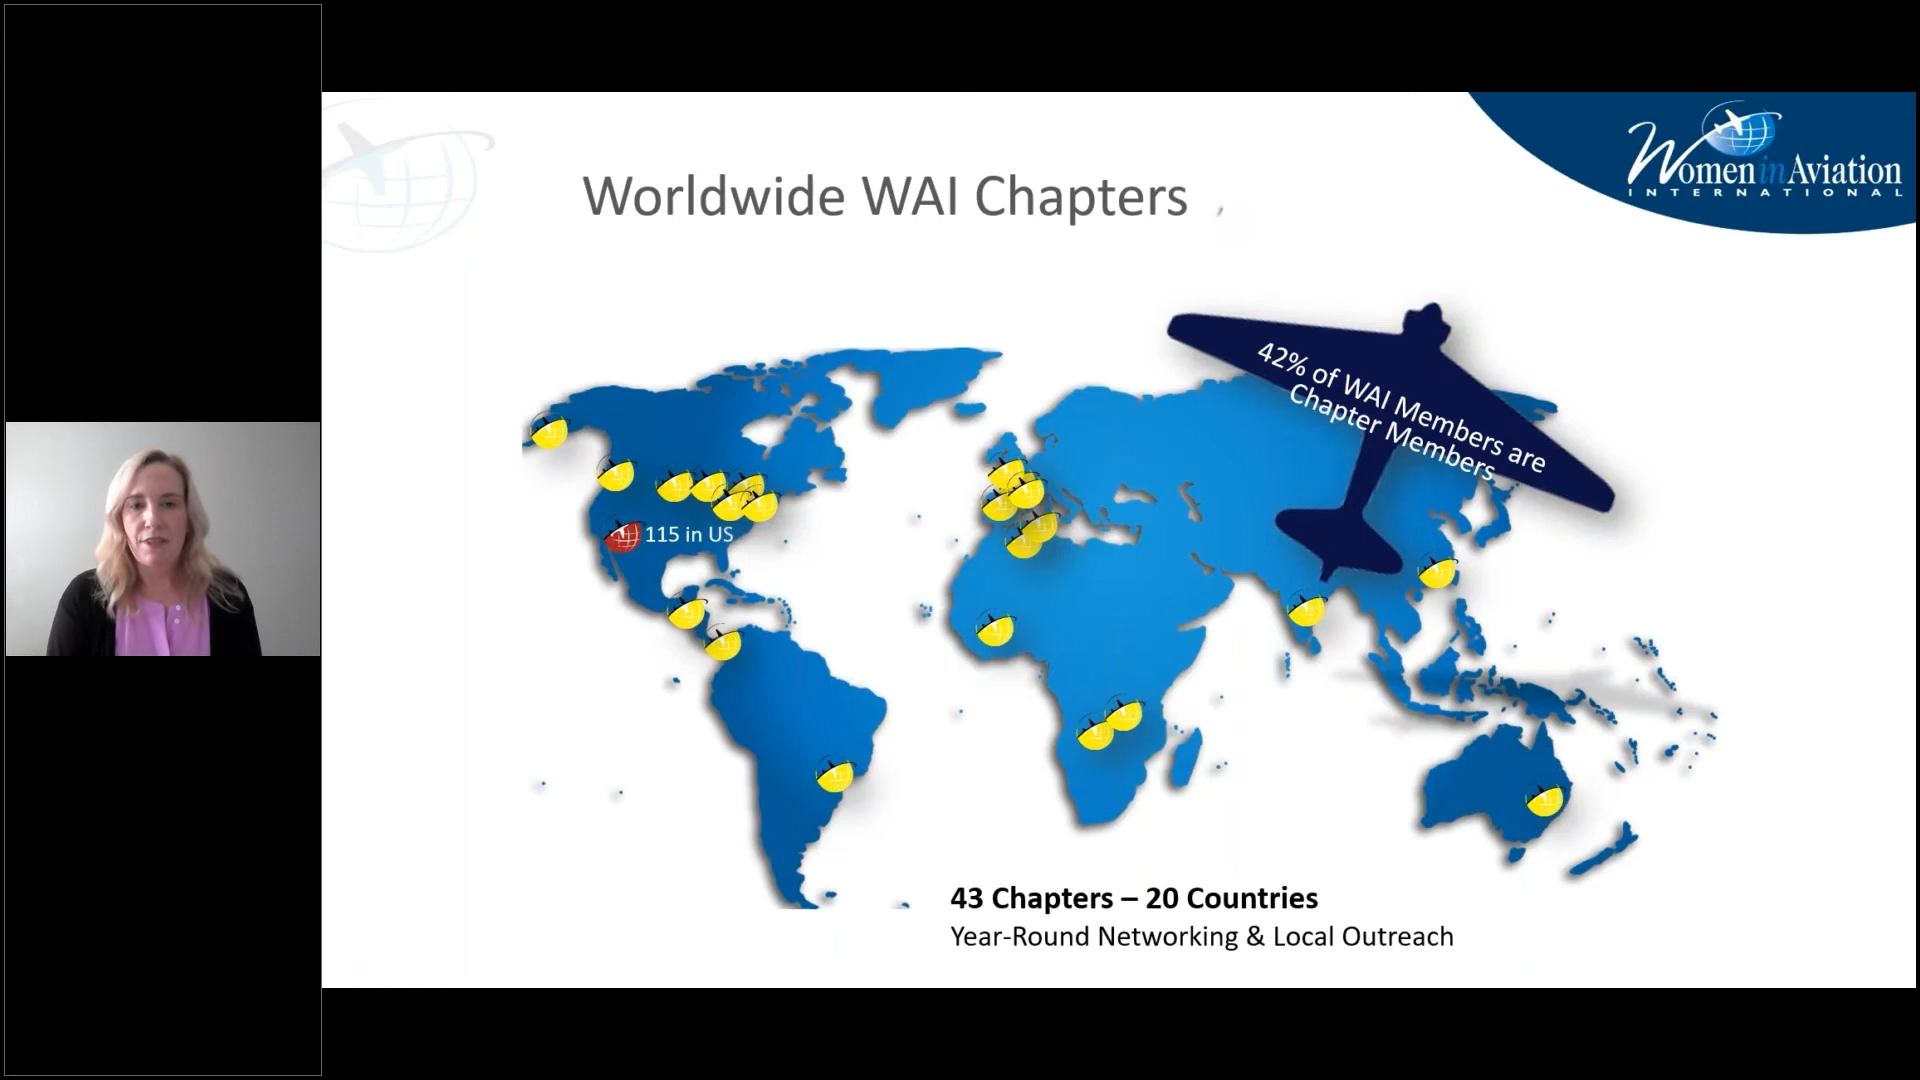 Women in Aviation
INTERNATIONAL
Worldwide WAI Chapters
42% of WAI Members are
Chapter Members
115 in US
43 Chapters – 20 Countries
Year-Round Networking & Local Outreach